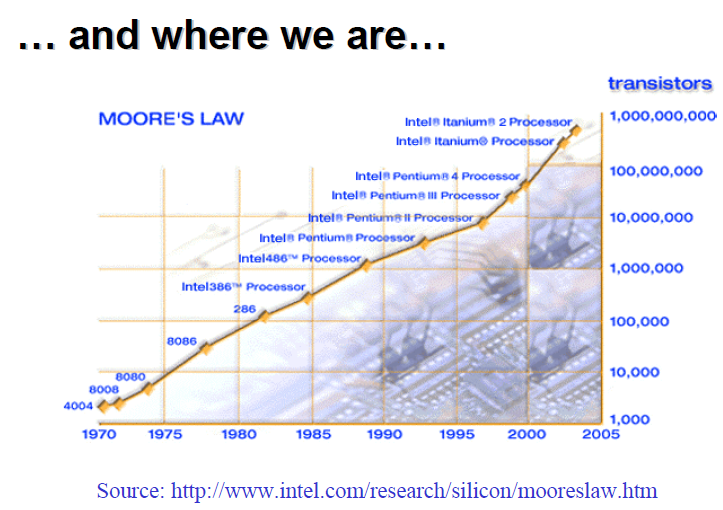 … and where we are…
transistors
MOORE'S LAW
Intel® Itanium® 2 Processor
1,000,000,000
Intel® Itanium® Processor
Intel® Pentium® 4 Processor
100,000,000
Intel® Pentium® III Processor
Intel® Pentium® II Processor
10,000,000
Intel® Pentium® Processor
Intel486™ Processor
1,000,000
Intel386™ Processor
286
100,000
8086
8080
10,000
8008
4004
1,000
1970 1975 1980 1985 1990 1995 2000 2005
Source: http://www.intel.com/research/silicon/mooreslaw.htm